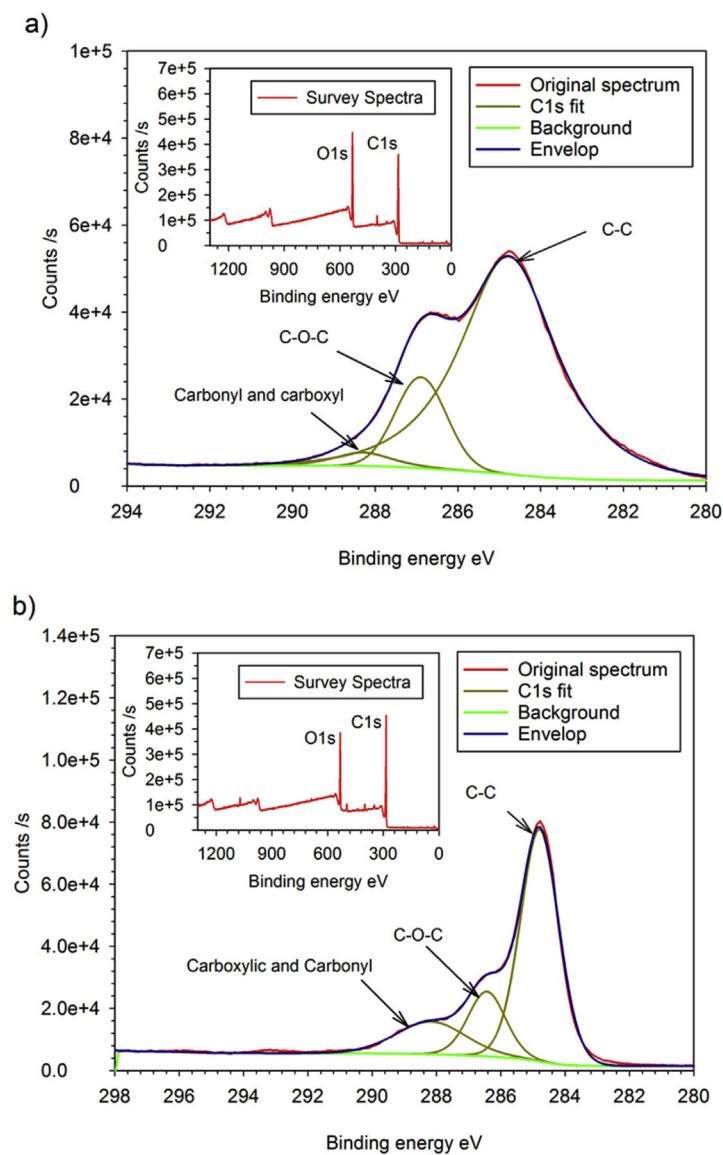 a)
1e+5
8e+4
6e+4
4e+4
2e+4
0
Counts /s
294 292 290 288 286 284 282 280
Binding energy eV
Original spectrum
C1s fit
Background
Envelop
C-C
C-O-C
Carbonyl and carboxyl
7e+5
6e+5
5e+5
4e+5
3e+5
2e+5
1e+5
0
Counts /s
Survey Spectra
O1s
C1s
1200 900 600 300 0
Binding energy eV
b)
1.4e+5
1.2e+5
1.0e+5
8.0e+4
6.0e+4
4.0e+4
2.0e+4
0.0
Counts /s
298 296 294 292 290 288 286 284 282 280
Binding energy eV
Original spectrum
C1s fit
Background
Envelop
C-C
C-O-C
Carboxylic and Carbonyl
7e+5
6e+5
5e+5
4e+5
3e+5
2e+5
1e+5
0
Counts /s
Survey Spectra
C1s
O1s
1200 900 600 300 0
Binding energy eV